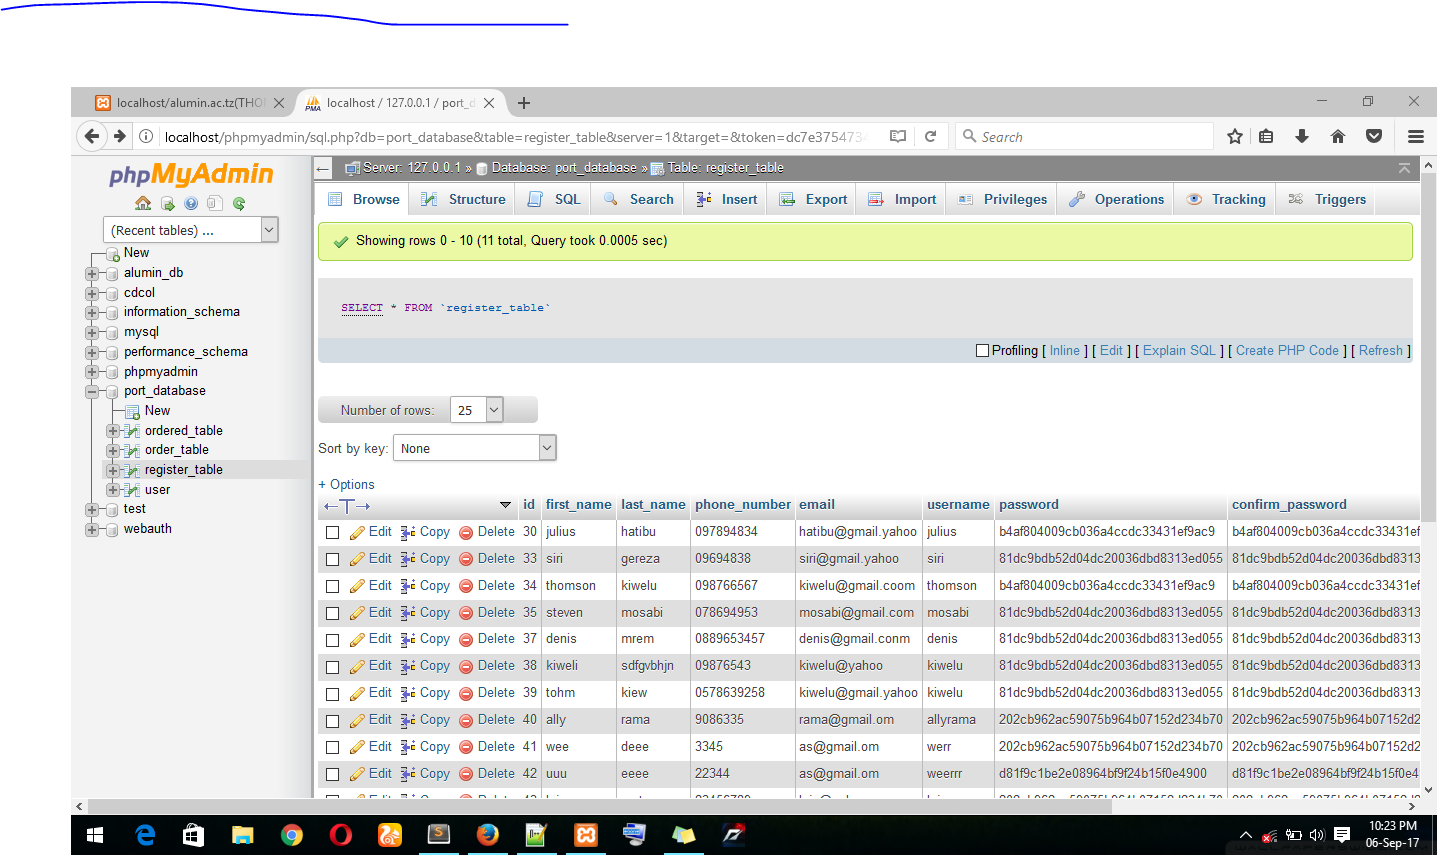 localhost/alumin.ac.tz(THO
localhost / 127.0.0.1 / port_d
localhost/phpmyadmin/sql.php?db=port_database&table=register_table&server=1&target=&token=dc7e375473
Search
phpMyAdmin
(Recent tables) ...
New
alumin_db
cdcol
information_schema
mysql
performance_schema
phpmyadmin
port_database
New
ordered_table
order_table
register_table
user
test
webauth
Server: 127.0.0.1 » Database: port_database » Table: register_table
Browse Structure SQL Search Insert Export Import Privileges Operations Tracking Triggers
Showing rows 0 - 10 (11 total, Query took 0.0005 sec)
SELECT * FROM `register_table`
Profiling [ Inline ] [ Edit ] [ Explain SQL ] [ Create PHP Code ] [ Refresh ]
Number of rows: 25
Sort by key: None
+ Options
←T→ id first_name last_name phone_number email username password confirm_password
Edit Copy Delete 30 julius hatibu 097894834 hatibu@gmail.yahoo julius b4af804009cb036a4ccdc33431ef9ac9 b4af804009cb036a4ccdc33431ef
Edit Copy Delete 33 siri gereza 09694838 siri@gmail.yahoo siri 81dc9bdb52d04dc20036dbd8313ed055 81dc9bdb52d04dc20036dbd8313
Edit Copy Delete 34 thomson kiwelu 098766567 kiwelu@gmail.coom thomson b4af804009cb036a4ccdc33431ef9ac9 b4af804009cb036a4ccdc33431ef
Edit Copy Delete 35 steven mosabi 078694953 mosabi@gmail.com mosabi 81dc9bdb52d04dc20036dbd8313ed055 81dc9bdb52d04dc20036dbd8313
Edit Copy Delete 37 denis mrem 0889653457 denis@gmail.conm denis 81dc9bdb52d04dc20036dbd8313ed055 81dc9bdb52d04dc20036dbd8313
Edit Copy Delete 38 kiweli sdfgvbhjn 09876543 kiwelu@yahoo kiwelu 81dc9bdb52d04dc20036dbd8313ed055 81dc9bdb52d04dc20036dbd8313
Edit Copy Delete 39 tohm kiew 0578639258 kiwelu@gmail.yahoo kiwelu 81dc9bdb52d04dc20036dbd8313ed055 81dc9bdb52d04dc20036dbd8313
Edit Copy Delete 40 ally rama 9086335 rama@gmail.om allyrama 202cb962ac59075b964b07152d234b70 202cb962ac59075b964b07152d2
Edit Copy Delete 41 wee deee 3345 as@gmail.om werr 202cb962ac59075b964b07152d234b70 202cb962ac59075b964b07152d2
Edit Copy Delete 42 uuu eeee 22344 as@gmail.om weerrr d81f9c1be2e08964bf9f24b15f0e4900 d81f9c1be2e08964bf9f24b15f0e4
10:23 PM
06-Sep-17